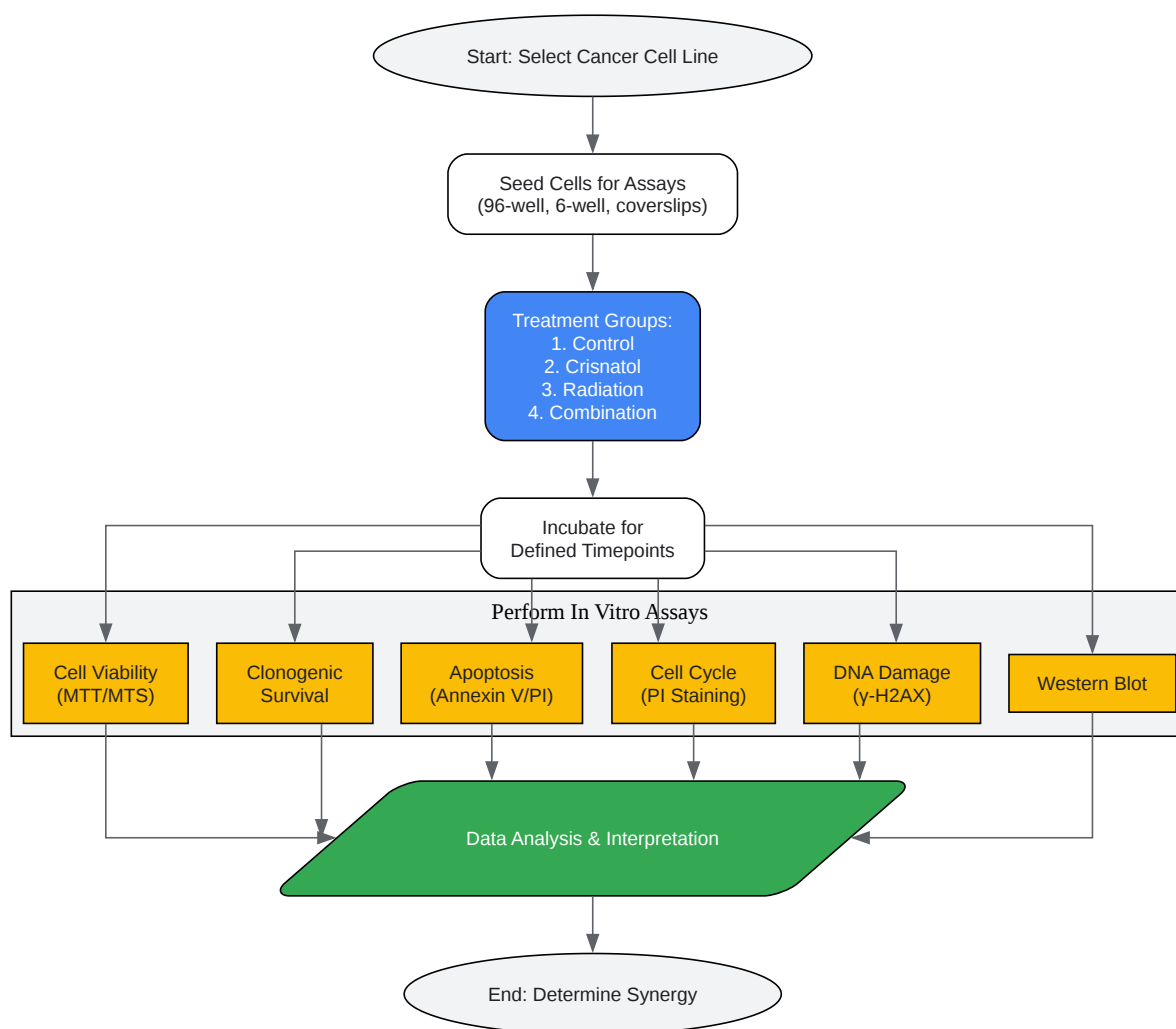 Start: Select Cancer Cell Line
Seed Cells for Assays
(96-well, 6-well, coverslips)
Treatment Groups:
1. Control
2. Crisnatol
3. Radiation
4. Combination
Incubate for
Defined Timepoints
Perform In Vitro Assays
Cell Viability
(MTT/MTS)
Clonogenic
Survival
Apoptosis
(Annexin V/PI)
Cell Cycle
(PI Staining)
DNA Damage
(γ-H2AX)
Western Blot
Data Analysis & Interpretation
End: Determine Synergy